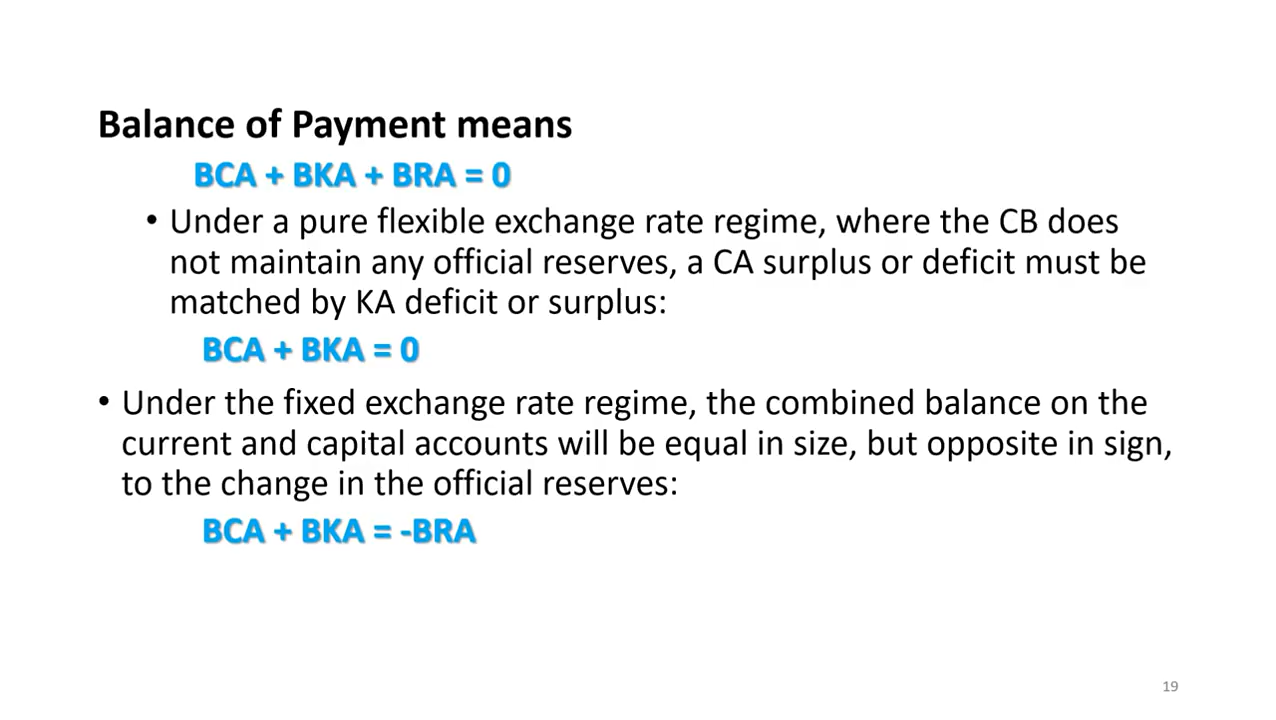 Balance of Payment means
BCA + BKA + BRA = 0
• Under a pure flexible exchange rate regime, where the CB does
not maintain any official reserves, a CA surplus or deficit must be
matched by KA deficit or surplus:
BCA + BKA = 0
• Under the fixed exchange rate regime, the combined balance on the
current and capital accounts will be equal in size, but opposite in sign,
to the change in the official reserves:
BCA + BKA = -BRA
19